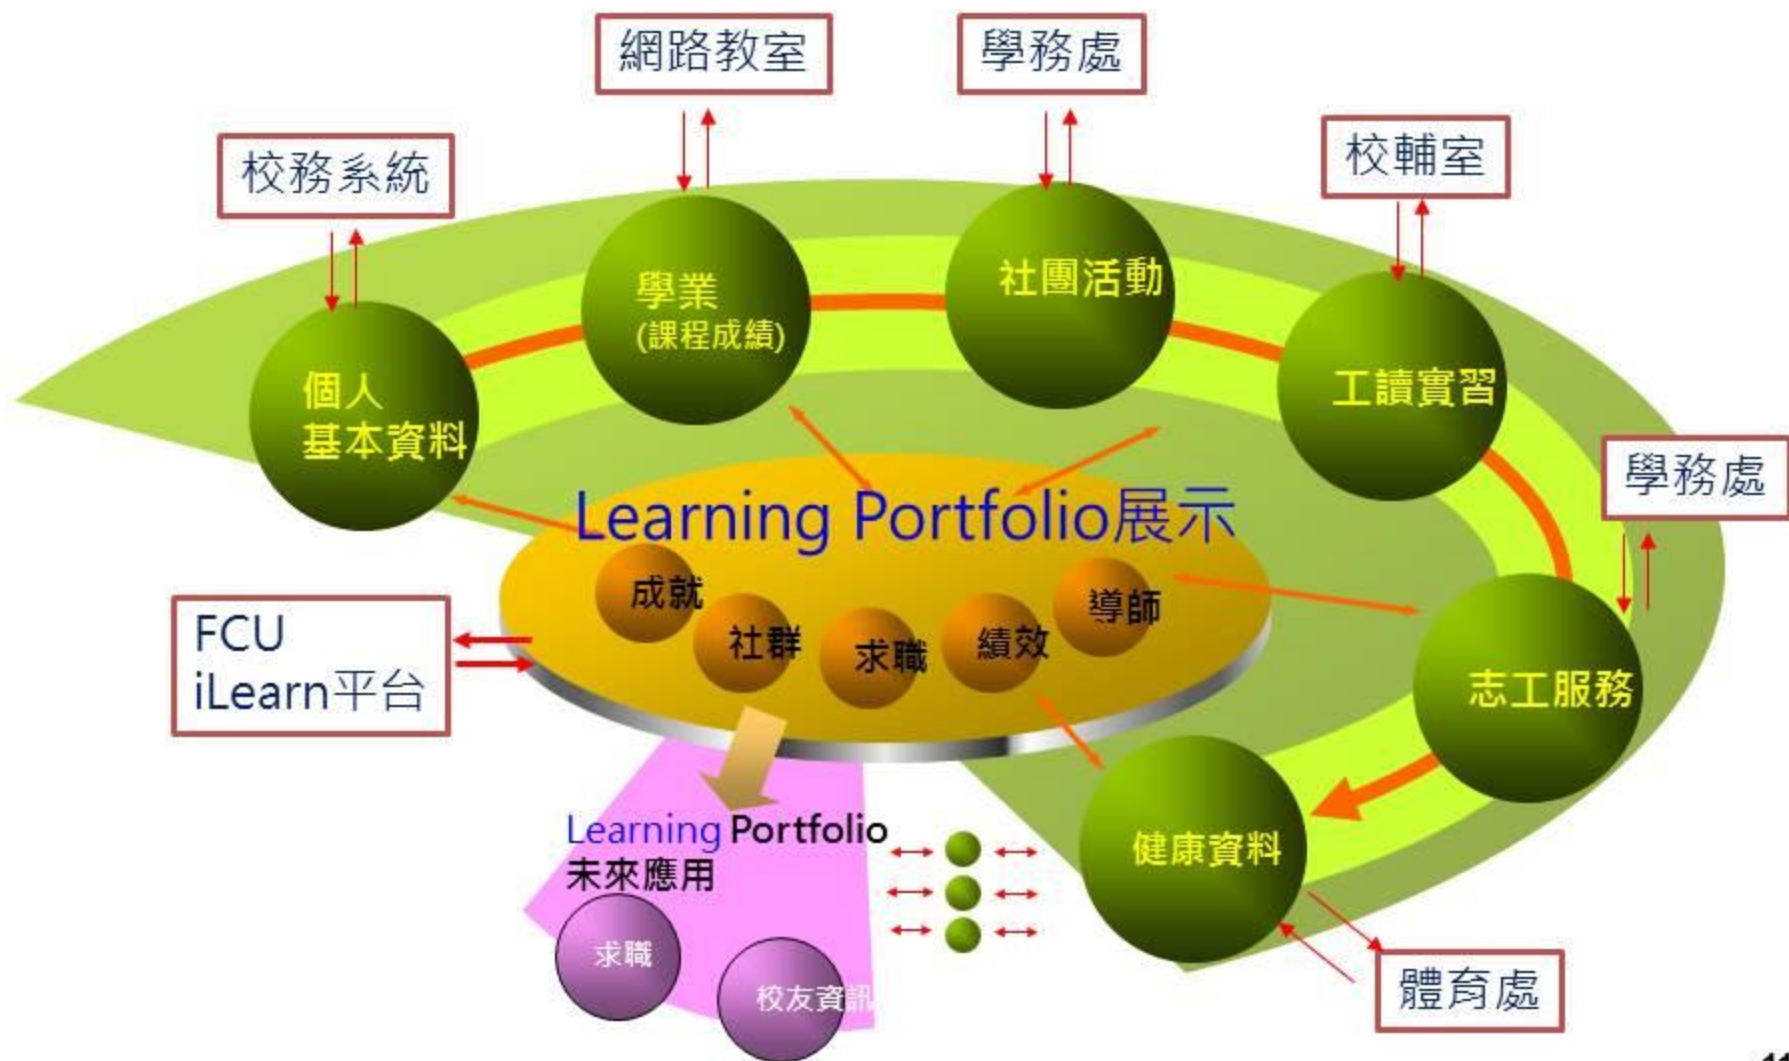 網路教室
學務處
校務系統
校輔室
學業
(課程成績)
社團活動
個人
基本資料
工讀實習
學務處
Learning Portfolio展示
成就
社群
求職
績效
導師
FCU
iLearn平台
志工服務
Learning Portfolio
未來應用
健康資料
求職
校友資訊
體育處